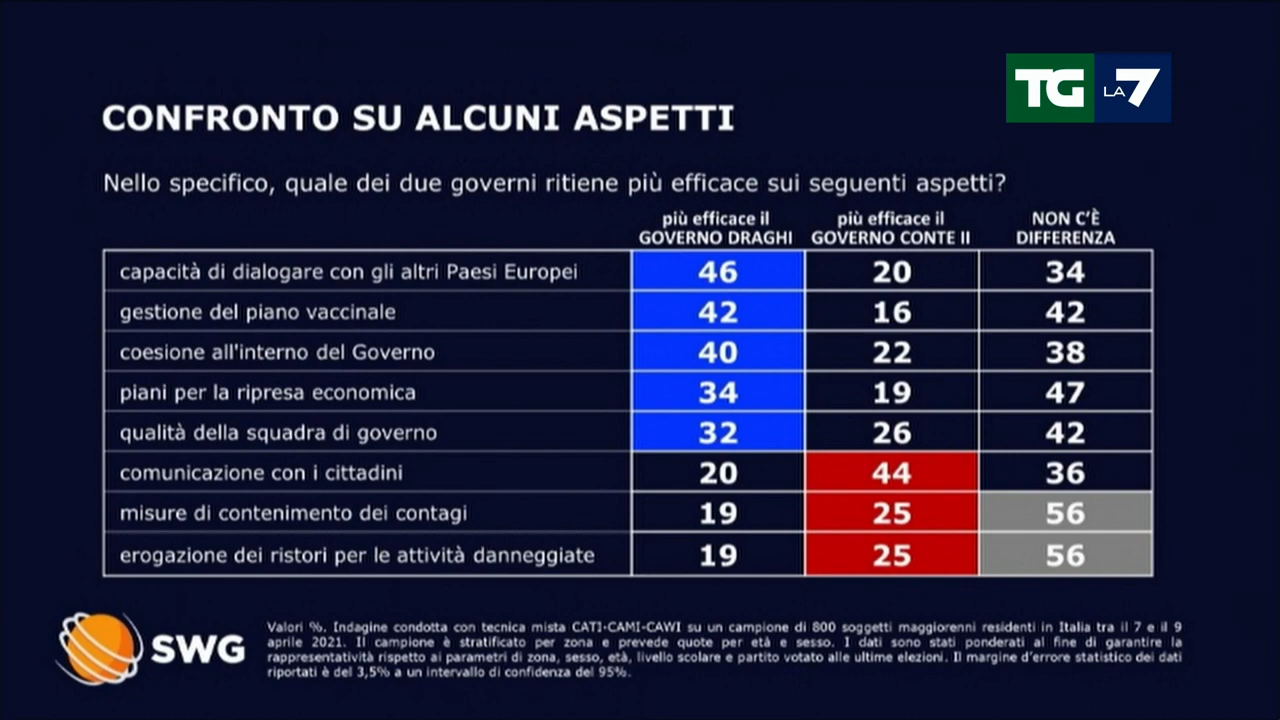 TG LA7
CONFRONTO SU ALCUNI ASPETTI
Nello specifico, quale dei due governi ritiene più efficace sui seguenti aspetti?
più efficace il GOVERNO DRAGHI
più efficace il GOVERNO CONTE II
NON C'È DIFFERENZA
capacità di dialogare con gli altri Paesi Europei 46 20 34
gestione del piano vaccinale 42 16 42
coesione all'interno del Governo 40 22 38
piani per la ripresa economica 34 19 47
qualità della squadra di governo 32 26 42
comunicazione con i cittadini 20 44 36
misure di contenimento dei contagi 19 25 56
erogazione dei ristori per le attività danneggiate 19 25 56
SWG
Valori %. Indagine condotta con tecnica mista CATI-CAMI-CAWI su un campione di 800 soggetti maggiorenni residenti in Italia tra il 7 e il 9
aprile 2021. Il campione è stratificato per zona e prevede quote per età e sesso. I dati sono stati ponderati al fine di garantire la
rappresentatività rispetto ai parametri di zona, sesso, età, livello scolare e partito votato alle ultime elezioni. Il margine d'errore statistico dei dati
riportati è del 3,5% a un intervallo di confidenza del 95%.